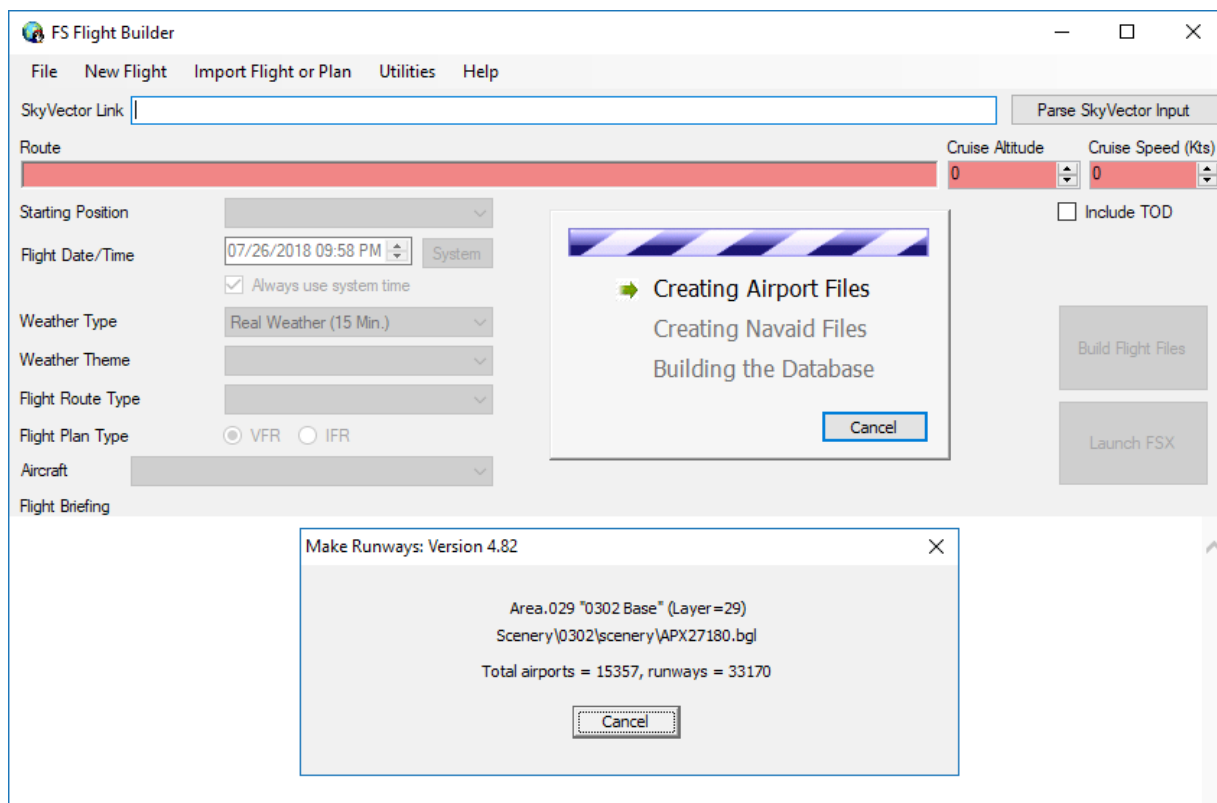 FS Flight Builder
File New Flight Import Flight or Plan Utilities Help
SkyVector Link Parse SkyVector Input
Route Cruise Altitude Cruise Speed (Kts)
0 0
Starting Position Include TOD
Flight Date/Time 07/26/2018 09:58 PM System
Always use system time
Creating Airport Files
Weather Type Real Weather (15 Min.) Creating Navaid Files
Weather Theme Building the Database Build Flight Files
Flight Route Type
Flight Plan Type VFR IFR Cancel Launch FSX
Aircraft
Flight Briefing
Make Runways: Version 4.82
Area.029 "0302 Base" (Layer=29)
Scenery\0302\scenery\APX27180.bgl
Total airports = 15357, runways = 33170
Cancel